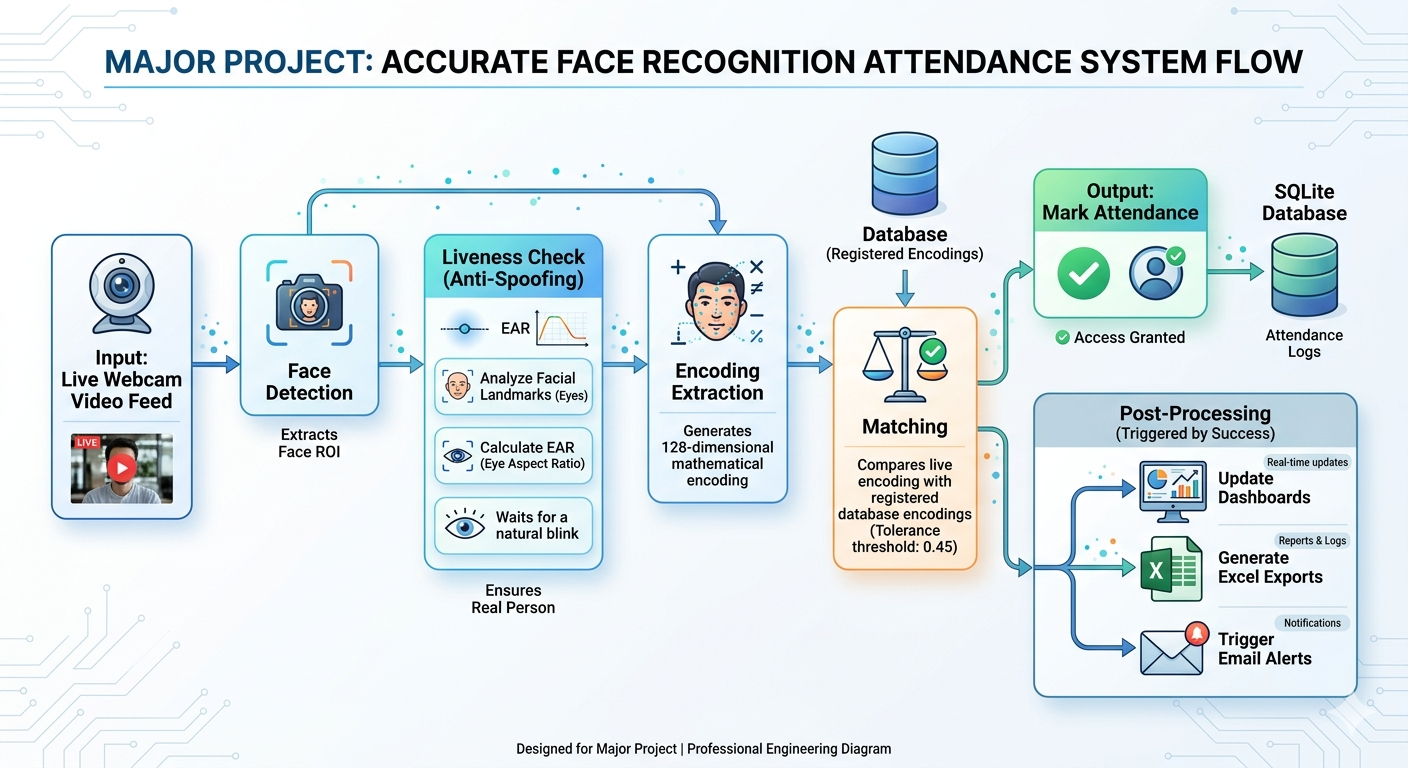 MAJOR PROJECT: ACCURATE FACE RECOGNITION ATTENDANCE SYSTEM FLOW
Input:
Live Webcam
Video Feed
LIVE
Face
Detection
Extracts
Face ROI
Liveness Check
(Anti-Spoofing)
EAR
Analyze Facial
Landmarks (Eyes)
Calculate EAR
(Eye Aspect Ratio)
Waits for a
natural blink
Ensures
Real Person
Encoding
Extraction
Generates
128-dimensional
mathematical
encoding
Database
(Registered Encodings)
Matching
Compares live
encoding with
registered
database encodings
(Tolerance
threshold: 0.45)
Output:
Mark Attendance
Access Granted
SQLite
Database
Attendance
Logs
Post-Processing
(Triggered by Success)
Real-time updates
Update
Dashboards
Reports & Logs
X
Generate
Excel Exports
Notifications
Trigger
Email Alerts
Designed for Major Project | Professional Engineering Diagram